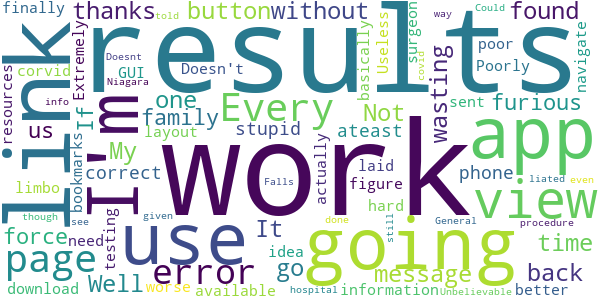 finally thanks button without found
results
link
Extremely GUI Doesn't basically Useless surgeon poor Poorly navigate
corvid one sent furious
resources us If family Every Not wasting
I'm work app
My layout stupid ateast
limbo bookmarks correct actually laid figure phone view
though use It hard
force testing idea going time
page need error go message back
see Well given done still General procedure
download worse available hospital information Unbelievable better
Doesnt Niagara Falls
info told Could way covid liated even